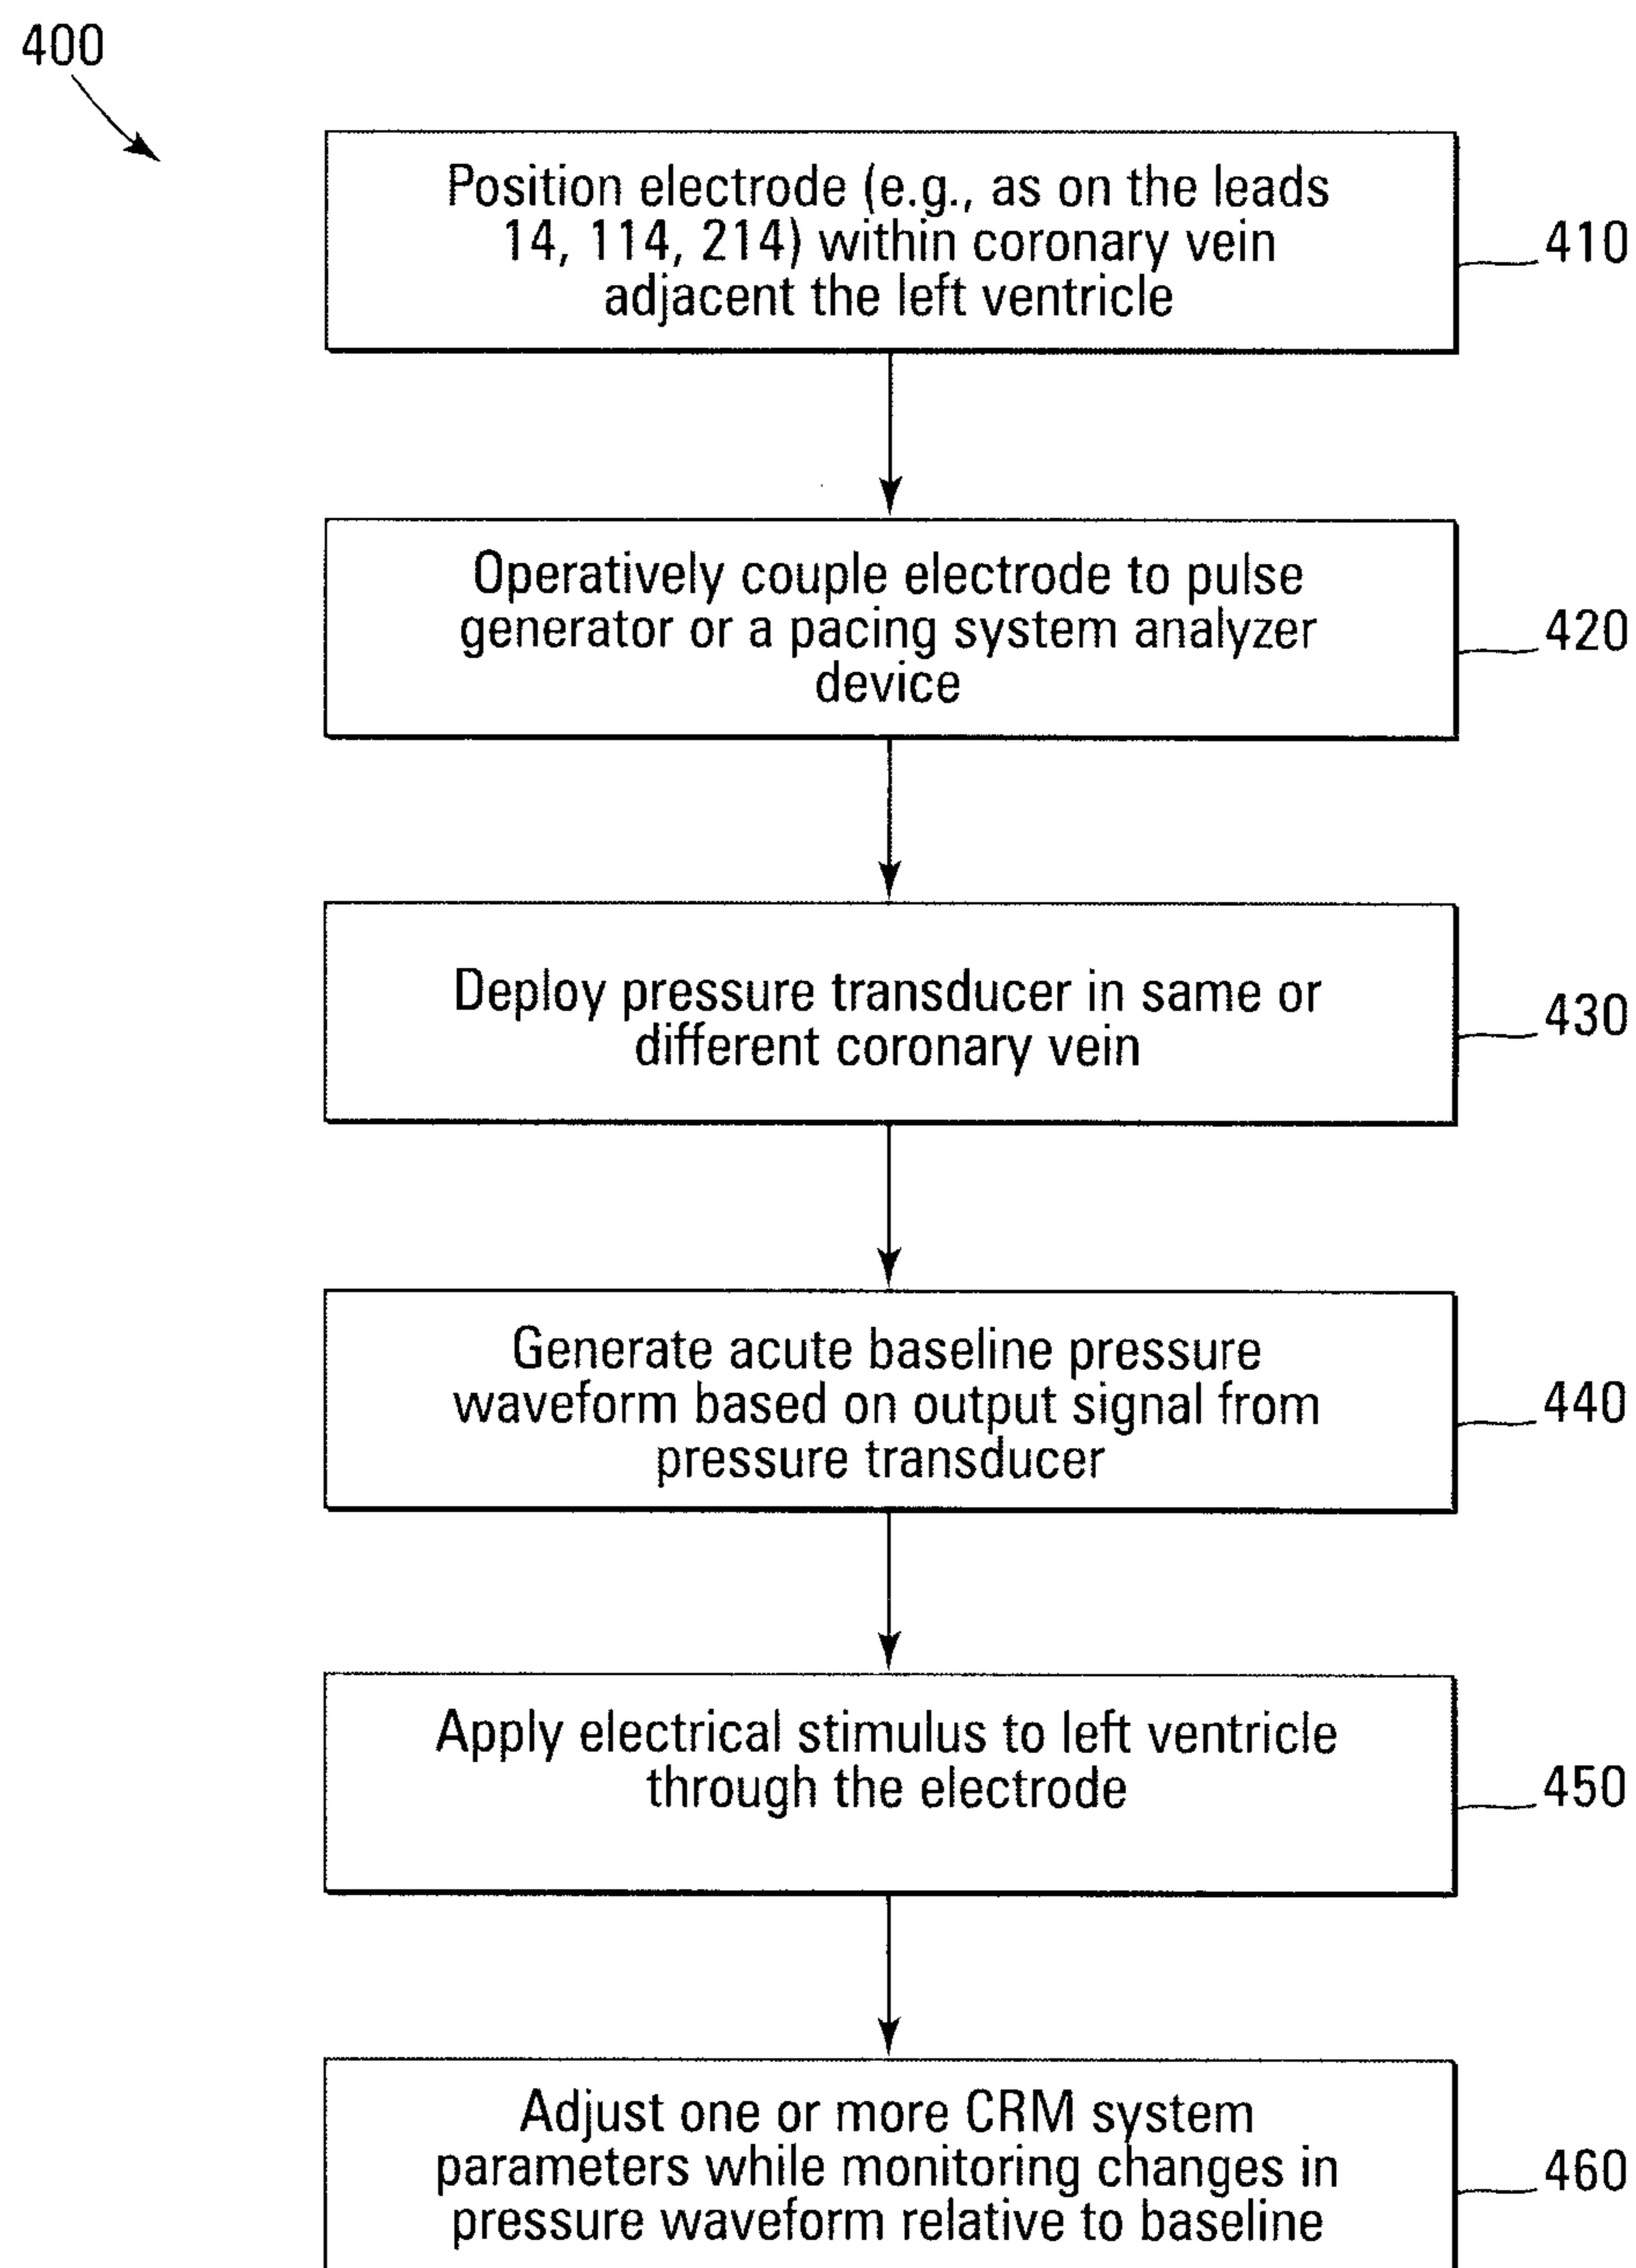 400
Position electrode (e.g., as on the leads
14, 114, 214) within coronary vein
adjacent the left ventricle
410
Operatively couple electrode to pulse
generator or a pacing system analyzer
device
420
Deploy pressure transducer in same or
different coronary vein
430
Generate acute baseline pressure
waveform based on output signal from
pressure transducer
440
Apply electrical stimulus to left ventricle
through the electrode
450
Adjust one or more CRM system
parameters while monitoring changes in
pressure waveform relative to baseline
460